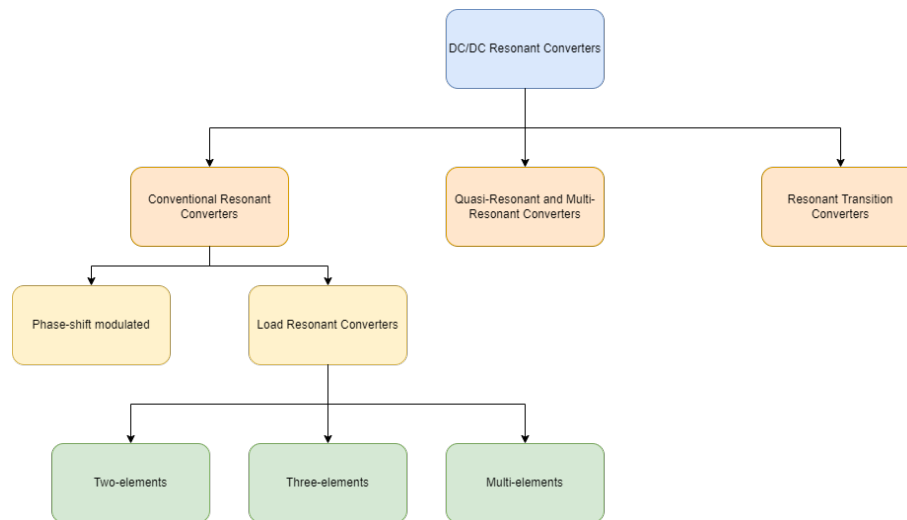 DC/DC Resonant Converters
Conventional Resonant
Converters
Quasi-Resonant and Multi-
Resonant Converters
Resonant Transition
Converters
Phase-shift modulated
Load Resonant Converters
Two-elements
Three-elements
Multi-elements